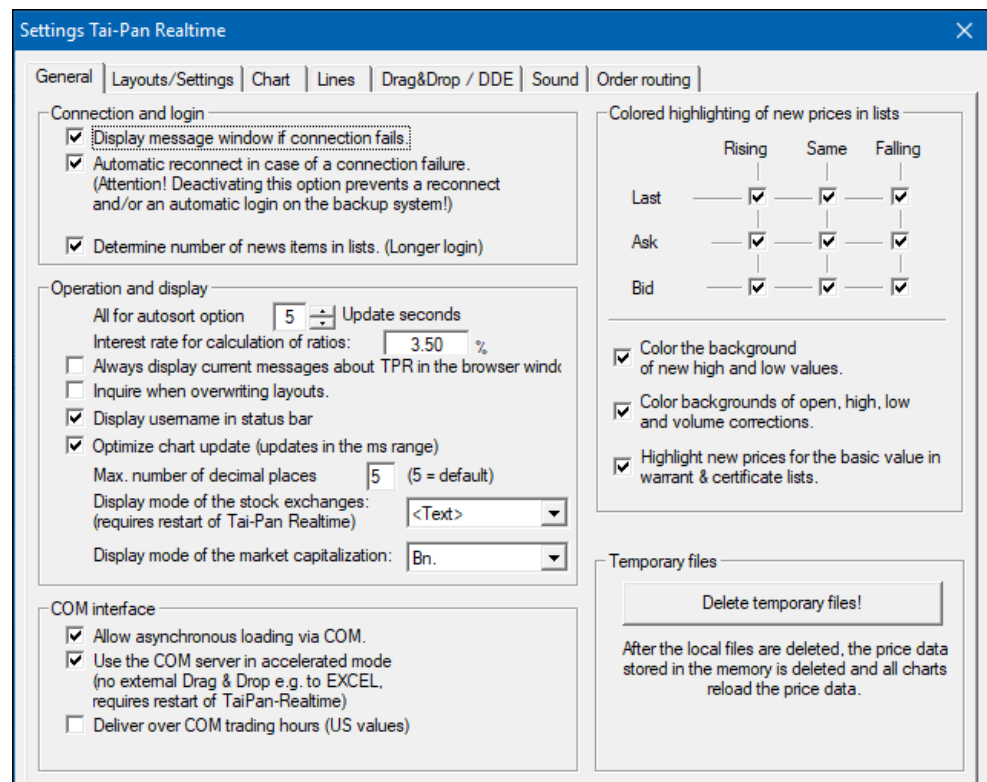 Settings Tai-Pan Realtime
General
Layouts/Settings
Chart
Lines
Drag&Drop / DDE
Sound
Order routing
Connection and login
Display message window if connection fails.
Automatic reconnect in case of a connection failure.
(Attention! Deactivating this option prevents a reconnect
and/or an automatic login on the backup system!)
Determine number of news items in lists. (Longer login)
Operation and display
All for autosort option 5 Update seconds
Interest rate for calculation of ratios: 3.50 %
Always display current messages about TPR in the browser windo
Inquire when overwriting layouts.
Display username in status bar
Optimize chart update (updates in the ms range)
Max. number of decimal places 5 (5 = default)
Display mode of the stock exchanges:
(requires restart of Tai-Pan Realtime) <Text>
Display mode of the market capitalization: Bn.
COM interface
Allow asynchronous loading via COM.
Use the COM server in accelerated mode
(no external Drag & Drop e.g. to EXCEL,
requires restart of TaiPan-Realtime)
Deliver over COM trading hours (US values)
Colored highlighting of new prices in lists
Rising Same Falling
Last
Ask
Bid
Color the background
of new high and low values.
Color backgrounds of open, high, low
and volume corrections.
Highlight new prices for the basic value in
warrant & certificate lists.
Temporary files
Delete temporary files!
After the local files are deleted, the price data
stored in the memory is deleted and all charts
reload the price data.